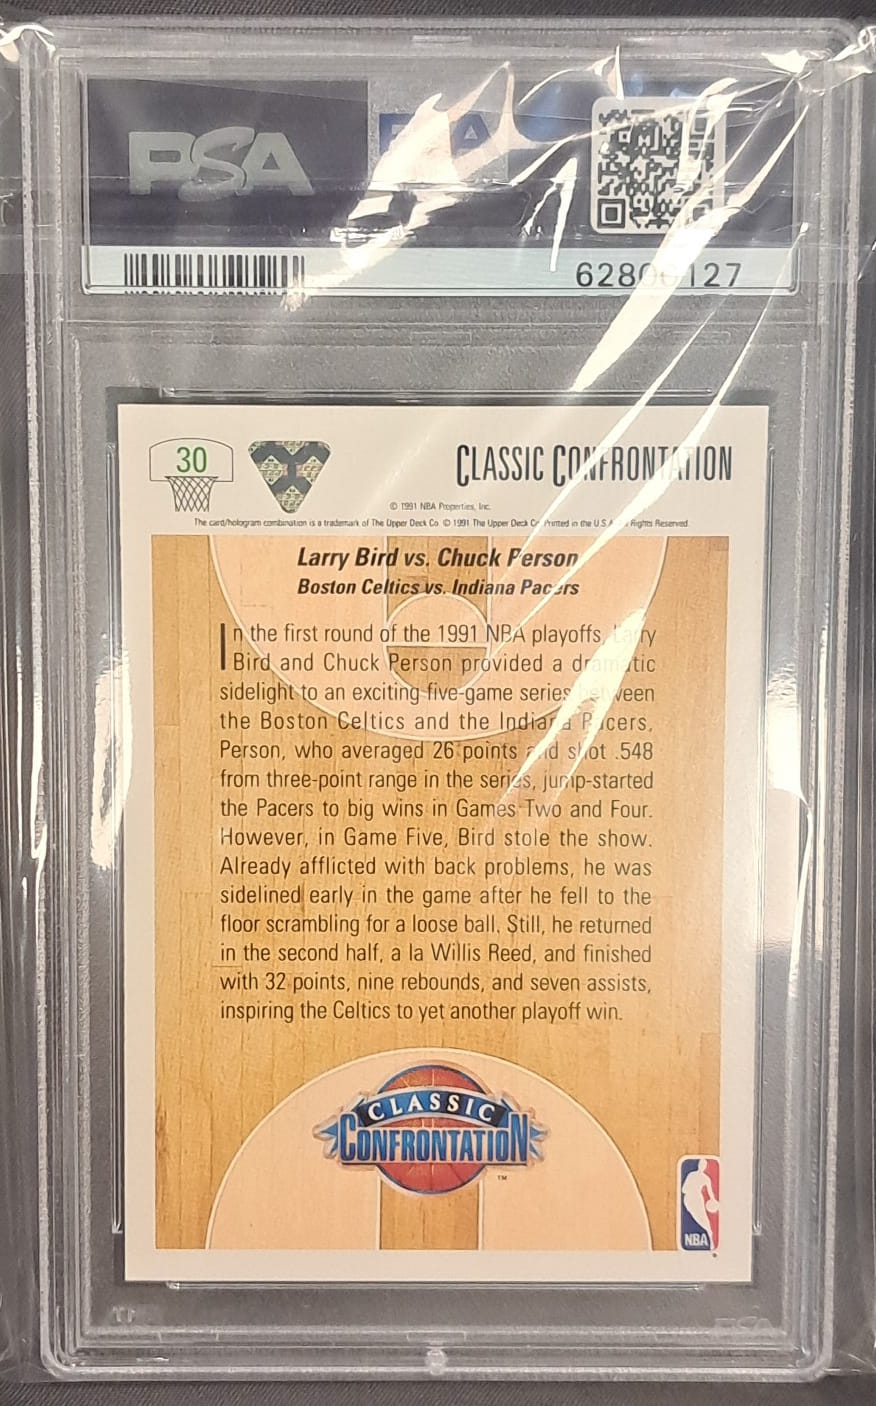 PSA
62806127
30
CLASSIC CONFRONTATION
© 1991 NBA Properties, Inc.
The card/hologram combination is a trademark of The Upper Deck Co. © 1991 The Upper Deck Co. Printed in the U.S.A. Rights Reserved.
Larry Bird vs. Chuck Person
Boston Celtics vs. Indiana Pacers
In the first round of the 1991 NBA playoffs, Larry
Bird and Chuck Person provided a dramatic
sidelight to an exciting five-game series between
the Boston Celtics and the Indiana Pacers.
Person, who averaged 26 points and shot .548
from three-point range in the series, jump-started
the Pacers to big wins in Games Two and Four.
However, in Game Five, Bird stole the show.
Already afflicted with back problems, he was
sidelined early in the game after he fell to the
floor scrambling for a loose ball. Still, he returned
in the second half, a la Willis Reed, and finished
with 32 points, nine rebounds, and seven assists,
inspiring the Celtics to yet another playoff win.
CLASSIC
CONFRONTATION
™
NBA
PSA